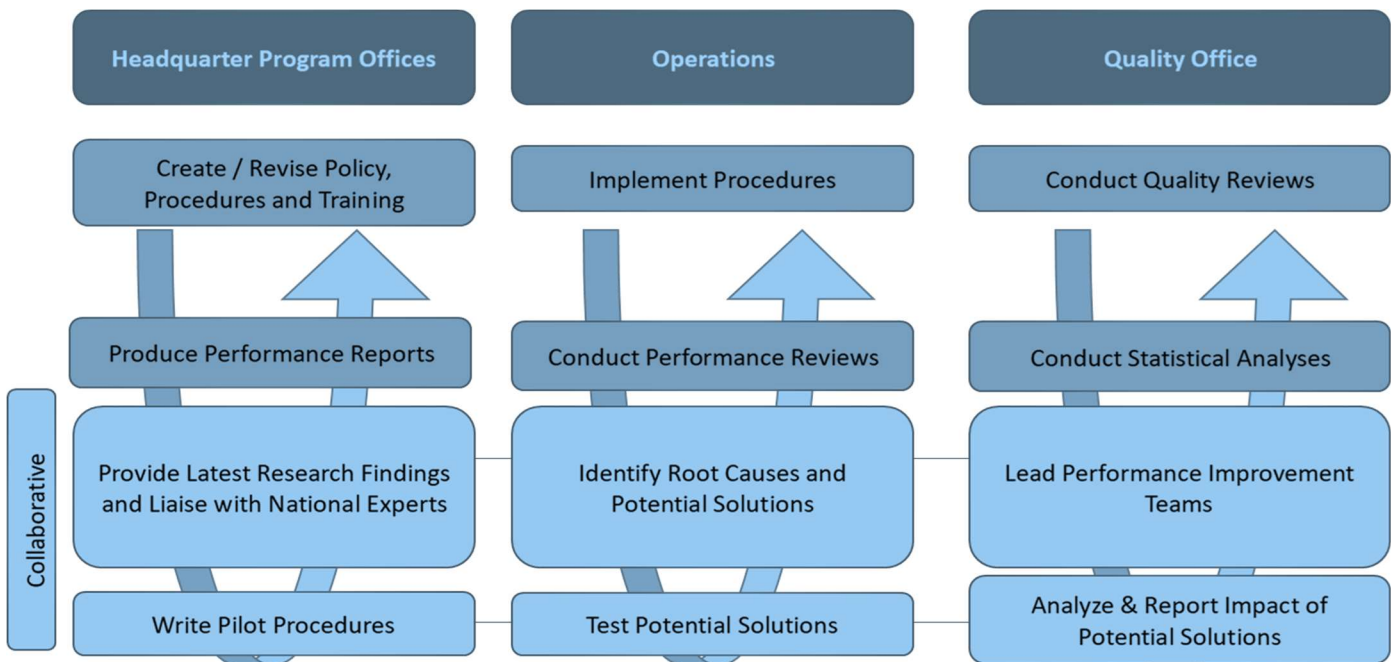 Headquarter Program Offices
Operations
Quality Office
Create / Revise Policy,
Procedures and Training
Implement Procedures
Conduct Quality Reviews
Produce Performance Reports
Conduct Performance Reviews
Conduct Statistical Analyses
Collaborative
Provide Latest Research Findings
and Liaise with National Experts
Identify Root Causes and
Potential Solutions
Lead Performance Improvement
Teams
Write Pilot Procedures
Test Potential Solutions
Analyze & Report Impact of
Potential Solutions